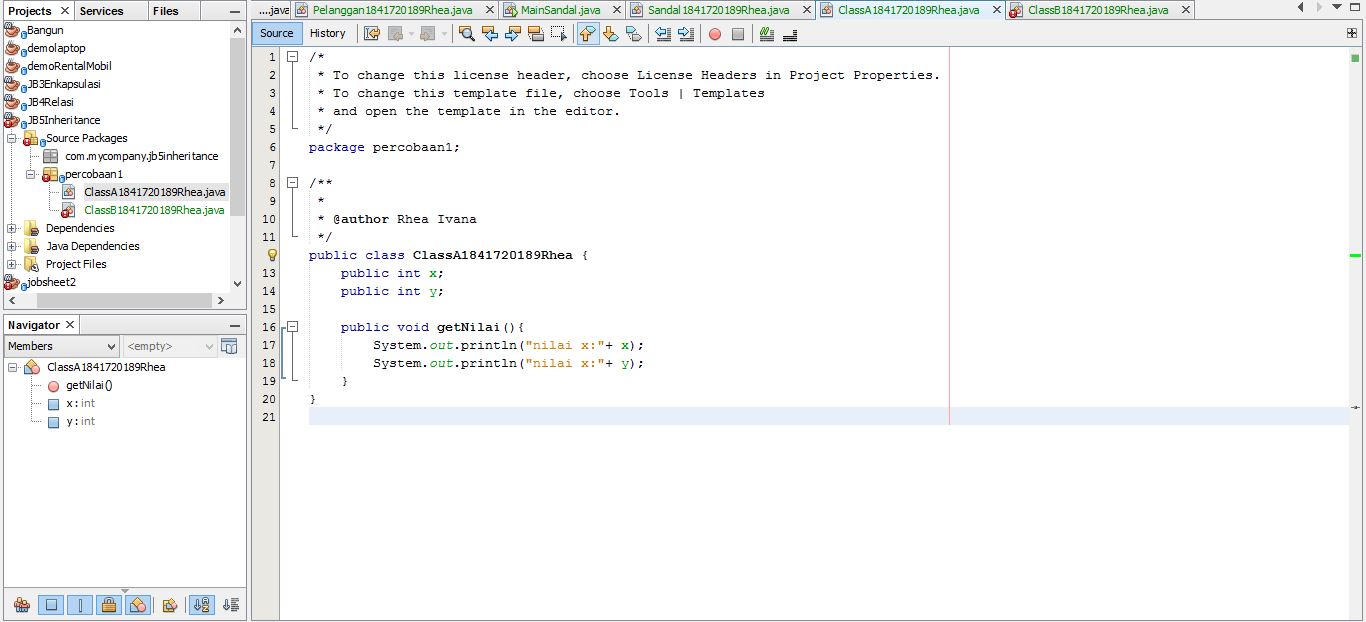 Projects Services Files
Bangun
demolaptop
demoRentalMobil
JB3Enkapsulasi
JB4Relasi
JB5Inheritance
Source Packages
com.mycompany.jb5inheritance
percobaan1
ClassA1841720189Rhea.java
ClassB1841720189Rhea.java
Dependencies
Java Dependencies
Project Files
jobsheet2
Navigator
Members <empty>
ClassA1841720189Rhea
getNilai()
x : int
y : int
....java Pelanggan1841720189Rhea.java MainSandal.java Sandal1841720189Rhea.java ClassA1841720189Rhea.java ClassB1841720189Rhea.java
Source History
1 /*
2 * To change this license header, choose License Headers in Project Properties.
3 * To change this template file, choose Tools | Templates
4 * and open the template in the editor.
5 */
6 package percobaan1;
7
8 /**
9 *
10 * @author Rhea Ivana
11 */
public class ClassA1841720189Rhea {
13 public int x;
14 public int y;
15
16 public void getNilai(){
17 System.out.println("nilai x:"+ x);
18 System.out.println("nilai x:"+ y);
19 }
20 }
21